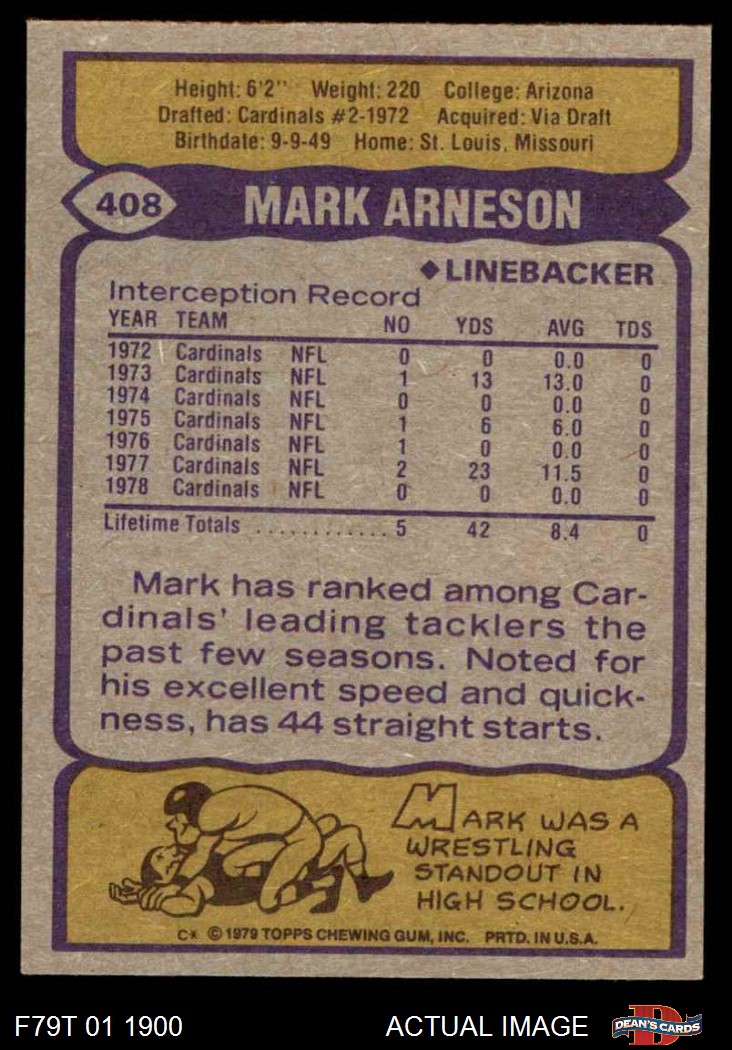 Height: 6'2" Weight: 220 College: Arizona
Drafted: Cardinals #2-1972 Acquired: Via Draft
Birthdate: 9-9-49 Home: St. Louis, Missouri
408 MARK ARNESON
◆LINEBACKER
Interception Record
YEAR TEAM NO YDS AVG TDS
1972 Cardinals NFL 0 0 0.0 0
1973 Cardinals NFL 1 13 13.0 0
1974 Cardinals NFL 0 0 0.0 0
1975 Cardinals NFL 1 6 6.0 0
1976 Cardinals NFL 1 0 0.0 0
1977 Cardinals NFL 2 23 11.5 0
1978 Cardinals NFL 0 0 0.0 0
Lifetime Totals ............. 5 42 8.4 0
Mark has ranked among Car-
dinals' leading tacklers the
past few seasons. Noted for
his excellent speed and quick-
ness, has 44 straight starts.
MARK WAS A
WRESTLING
STANDOUT IN
HIGH SCHOOL.
C* © 1979 TOPPS CHEWING GUM, INC. PRTD. IN U.S.A.
F79T 01 1900 ACTUAL IMAGE D DEAN'S CARDS